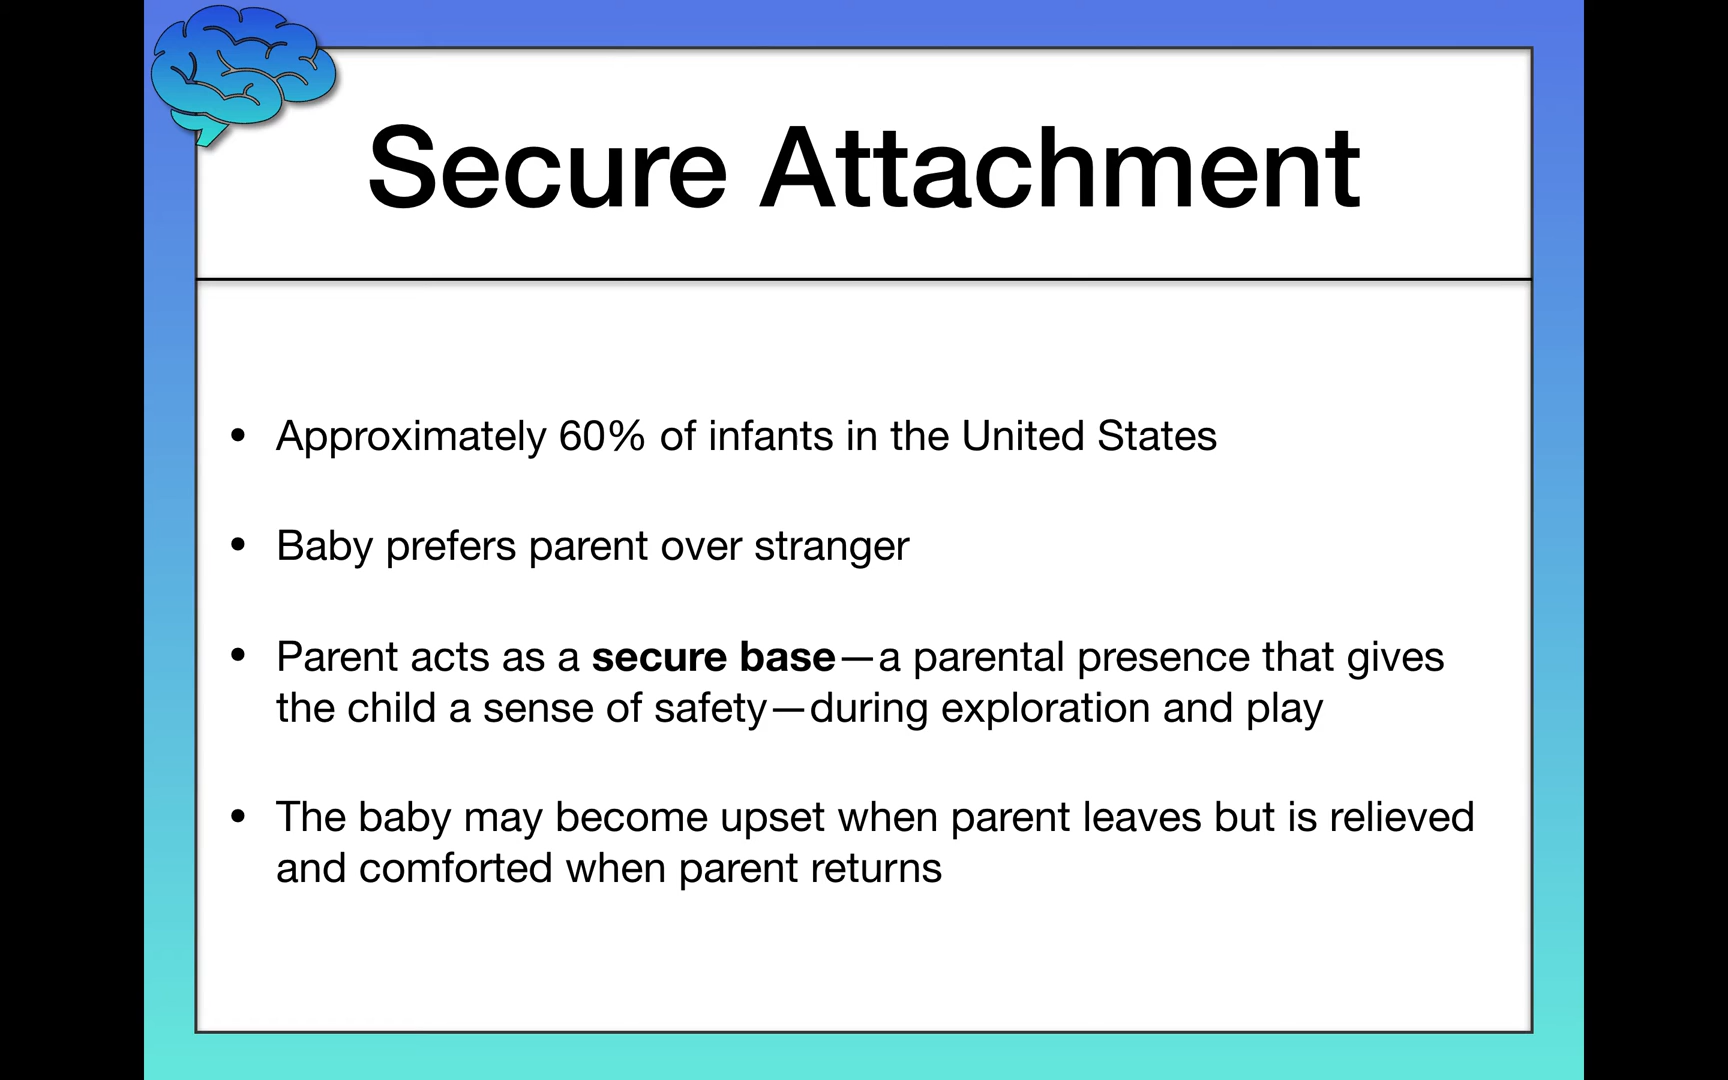 Secure Attachment
• Approximately 60% of infants in the United States
• Baby prefers parent over stranger
• Parent acts as a secure base—a parental presence that gives
the child a sense of safety—during exploration and play
• The baby may become upset when parent leaves but is relieved
and comforted when parent returns